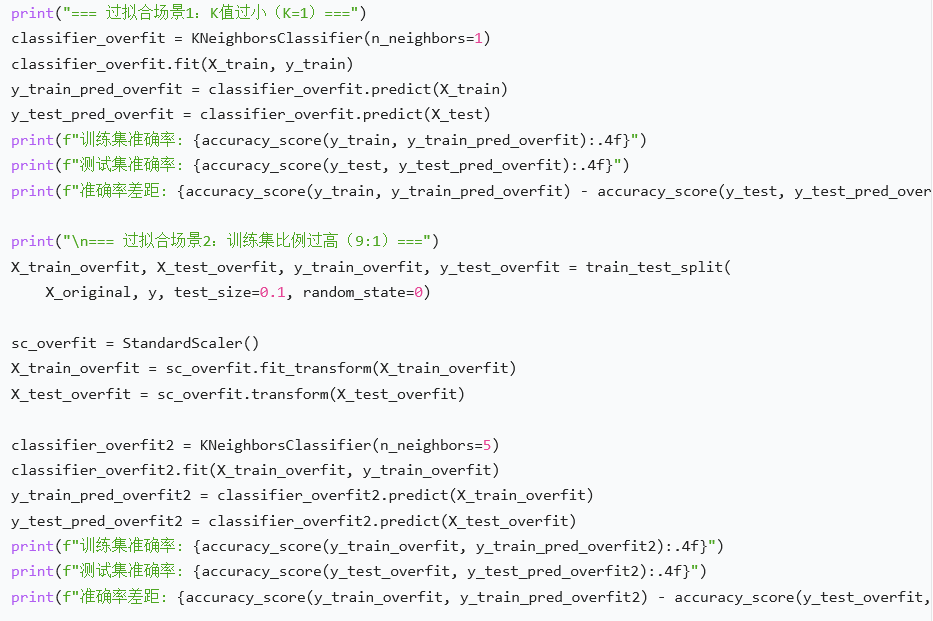 print("=== 过拟合场景1：K值过小（K=1）===")
classifier_overfit = KNeighborsClassifier(n_neighbors=1)
classifier_overfit.fit(X_train, y_train)
y_train_pred_overfit = classifier_overfit.predict(X_train)
y_test_pred_overfit = classifier_overfit.predict(X_test)
print(f"训练集准确率：{accuracy_score(y_train, y_train_pred_overfit):.4f}")
print(f"测试集准确率：{accuracy_score(y_test, y_test_pred_overfit):.4f}")
print(f"准确率差距：{accuracy_score(y_train, y_train_pred_overfit) - accuracy_score(y_test, y_test_pred_over
print("\n=== 过拟合场景2：训练集比例过高（9:1）===")
X_train_overfit, X_test_overfit, y_train_overfit, y_test_overfit = train_test_split(
    X_original, y, test_size=0.1, random_state=0)
sc_overfit = StandardScaler()
X_train_overfit = sc_overfit.fit_transform(X_train_overfit)
X_test_overfit = sc_overfit.transform(X_test_overfit)
classifier_overfit2 = KNeighborsClassifier(n_neighbors=5)
classifier_overfit2.fit(X_train_overfit, y_train_overfit)
y_train_pred_overfit2 = classifier_overfit2.predict(X_train_overfit)
y_test_pred_overfit2 = classifier_overfit2.predict(X_test_overfit)
print(f"训练集准确率：{accuracy_score(y_train_overfit, y_train_pred_overfit2):.4f}")
print(f"测试集准确率：{accuracy_score(y_test_overfit, y_test_pred_overfit2):.4f}")
print(f"准确率差距：{accuracy_score(y_train_overfit, y_train_pred_overfit2) - accuracy_score(y_test_overfit,